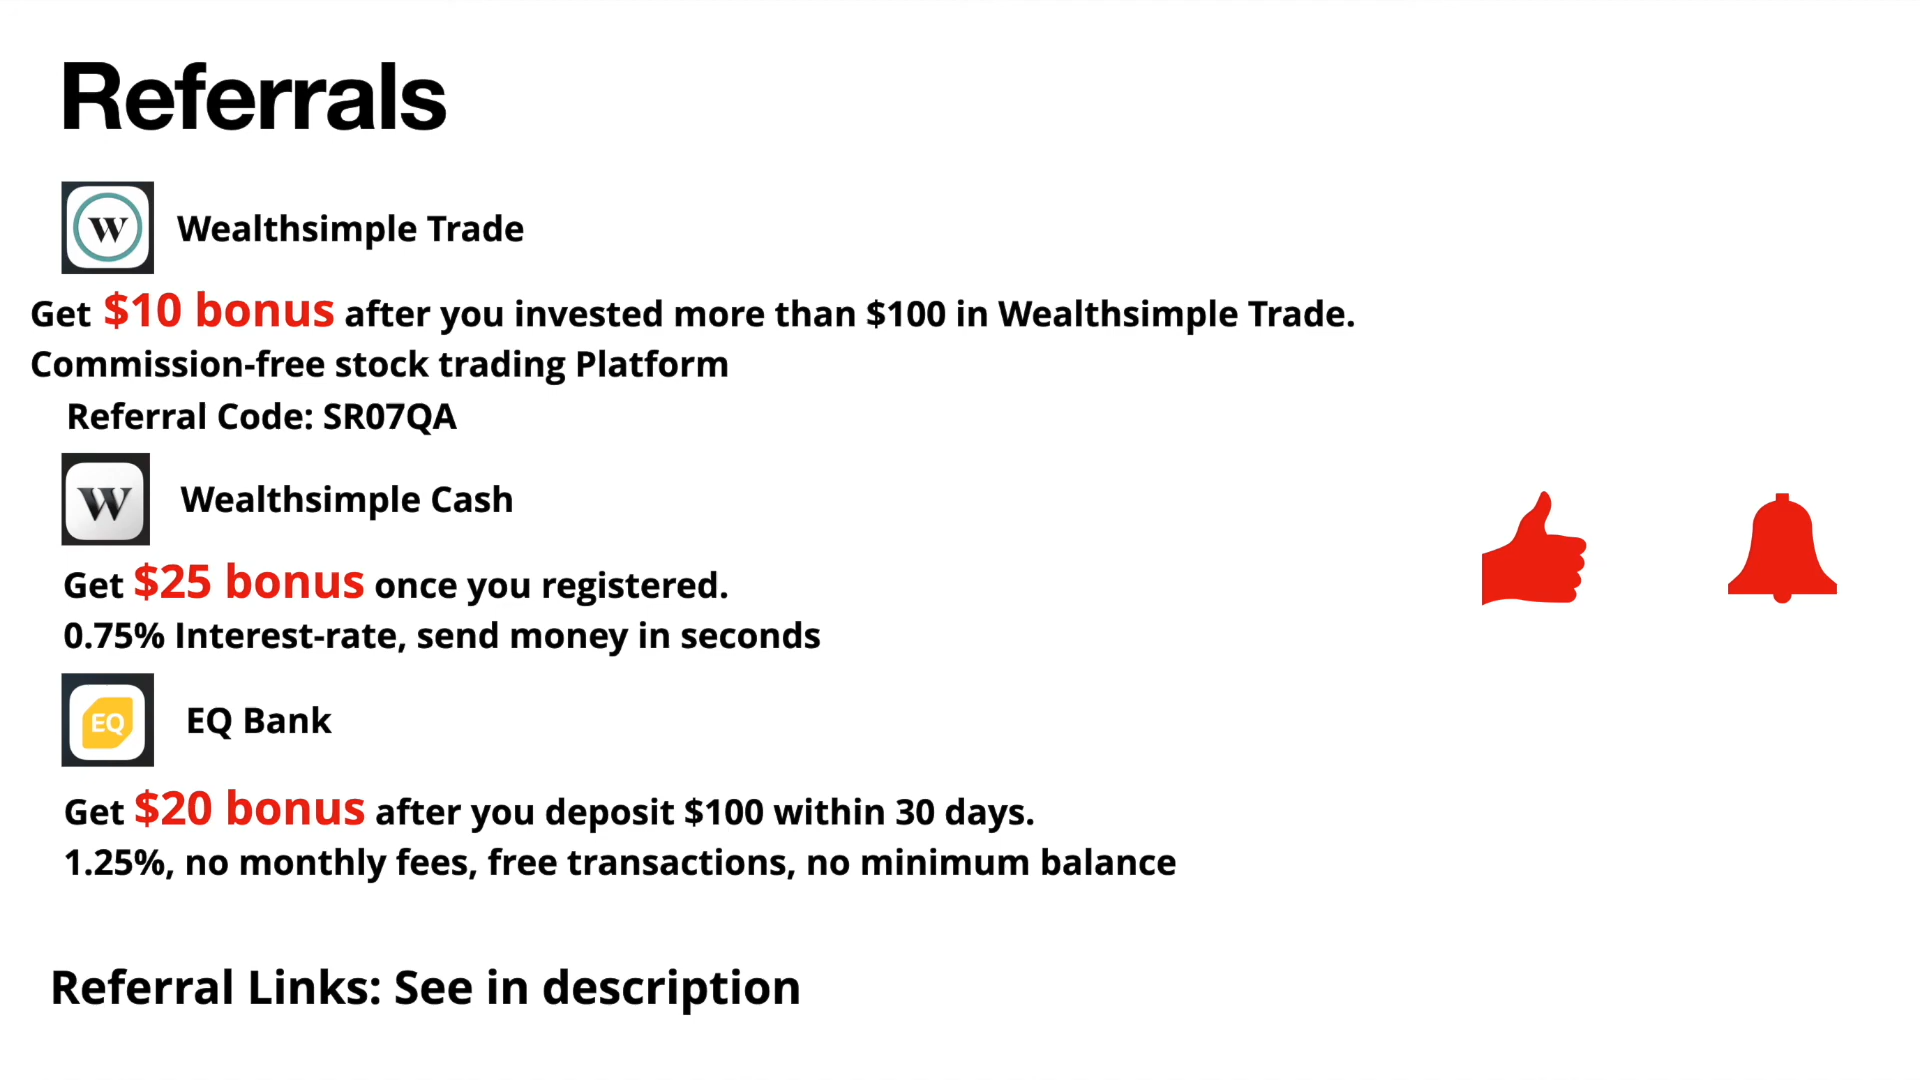 Referrals
W
Wealthsimple Trade
Get $10 bonus after you invested more than $100 in Wealthsimple Trade.
Commission-free stock trading Platform
Referral Code: SR07QA
W
Wealthsimple Cash
Get $25 bonus once you registered.
0.75% Interest-rate, send money in seconds
EQ
EQ Bank
Get $20 bonus after you deposit $100 within 30 days.
1.25%, no monthly fees, free transactions, no minimum balance
Referral Links: See in description